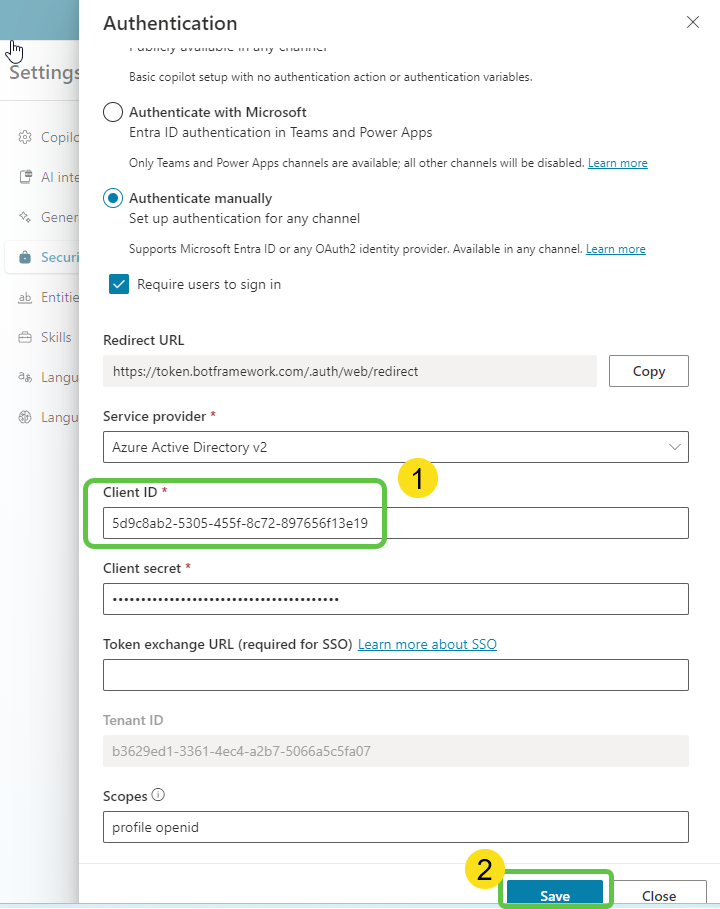 Authentication
Publicly available in any channel
Settings
Basic copilot setup with no authentication action or authentication variables.
Authenticate with Microsoft
Entra ID authentication in Teams and Power Apps
Only Teams and Power Apps channels are available; all other channels will be disabled. Learn more
Authenticate manually
Set up authentication for any channel
Supports Microsoft Entra ID or any OAuth2 identity provider. Available in any channel. Learn more
Require users to sign in
Redirect URL
https://token.botframework.com/.auth/web/redirect
Copy
Service provider *
Azure Active Directory v2
1
Client ID *
5d9c8ab2-5305-455f-8c72-897656f13e19
Client secret *
••••••••••••••••••••••••••••••••••••••••
Token exchange URL (required for SSO) Learn more about SSO
Tenant ID
b3629ed1-3361-4ec4-a2b7-5066a5c5fa07
Scopes
profile openid
2
Save
Close
Copilo
AI inte
Gener
Securi
ab Entitie
Skills
Langu
Langu